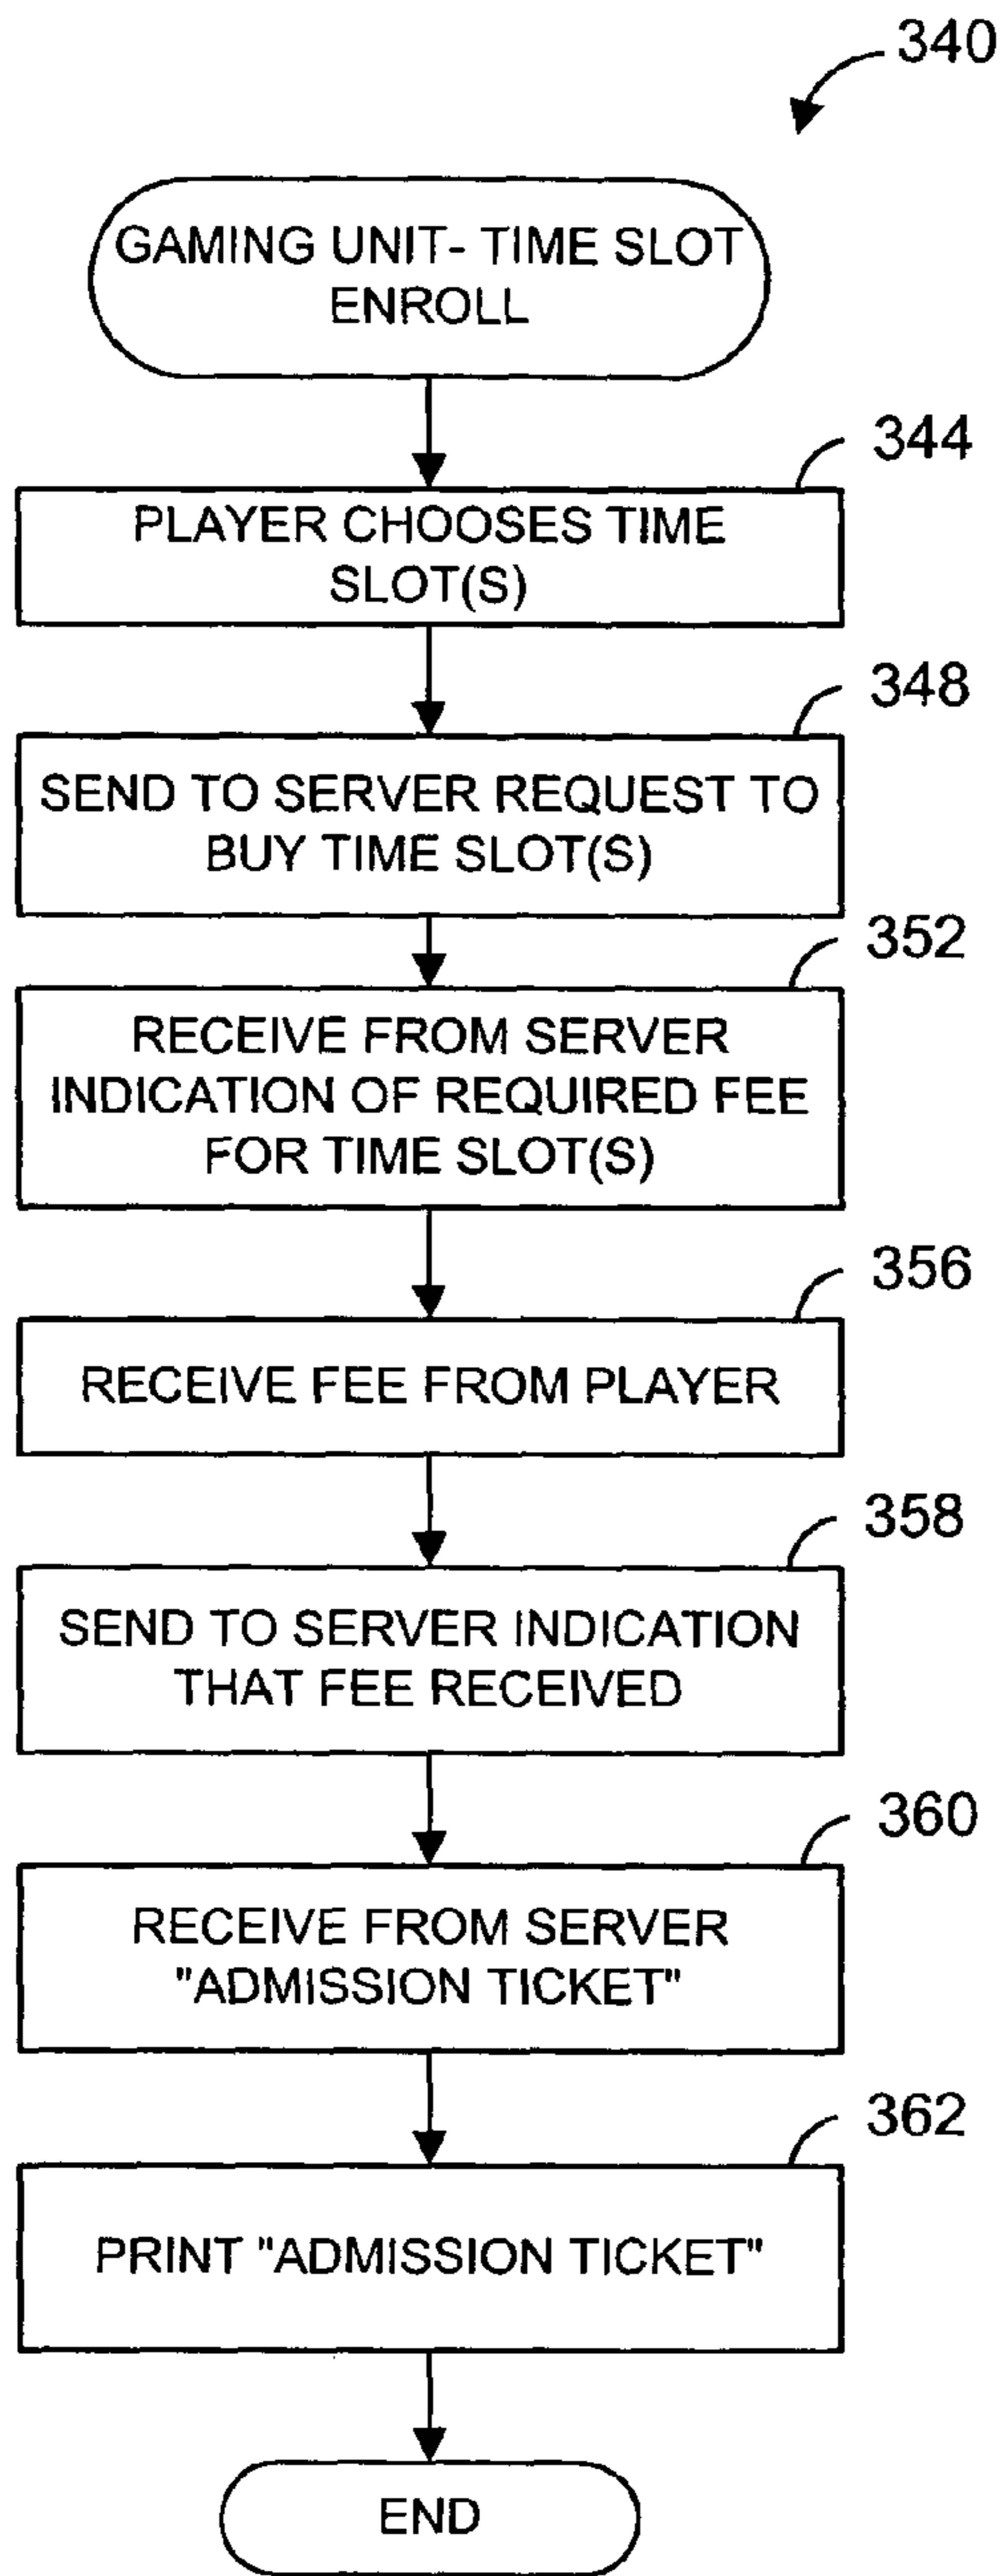 340
GAMING UNIT- TIME SLOT
ENROLL
344
PLAYER CHOOSES TIME
SLOT(S)
348
SEND TO SERVER REQUEST TO
BUY TIME SLOT(S)
352
RECEIVE FROM SERVER
INDICATION OF REQUIRED FEE
FOR TIME SLOT(S)
356
RECEIVE FEE FROM PLAYER
358
SEND TO SERVER INDICATION
THAT FEE RECEIVED
360
RECEIVE FROM SERVER
"ADMISSION TICKET"
362
PRINT "ADMISSION TICKET"
END